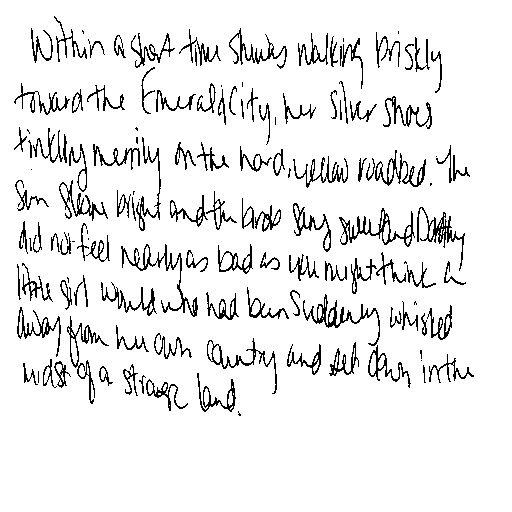 Within a short time she was walking briskly
toward the Emerald City, her silver shoes
tinkling merrily on the hard, yellow roadbed. The
sun shone bright and the birds sang sweet and Dorothy
did not feel nearly as bad as you might think a
little girl would who had been suddenly whisked
away from her own country and set down in the
midst of a strange land.